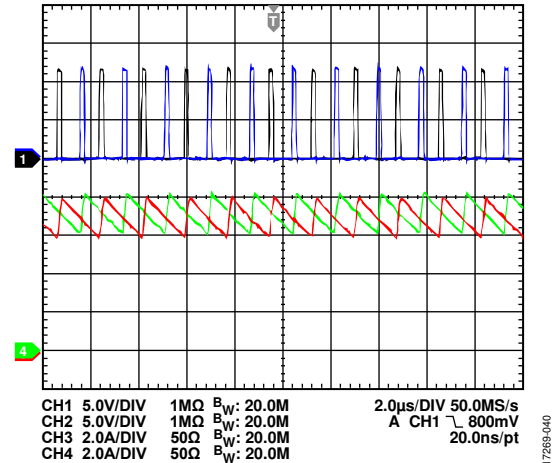 T
1
4
CH1 5.0V/DIV 1MΩ BW: 20.0M
CH2 5.0V/DIV 1MΩ BW: 20.0M
CH3 2.0A/DIV 50Ω BW: 20.0M
CH4 2.0A/DIV 50Ω BW: 20.0M
2.0µs/DIV 50.0MS/s
A CH1 ⍀ 800mV
20.0ns/pt
17269-040